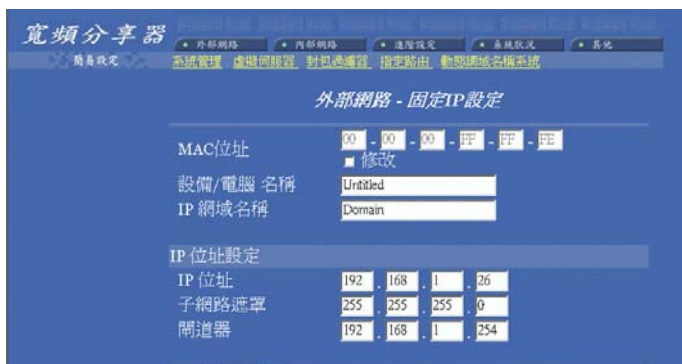 寬頻分享器
外部網路 內部網路 進階設定 系統狀況 其他
簡易設定 系統管理 虛擬伺服器 封包過濾器 指定路由 動態網域名稱系統
外部網路 - 固定IP設定
MAC位址 00 - 00 - 00 - FF - FF - FE
修改
設備/電腦 名稱 Untitled
IP 網域名稱 Domain
IP 位址設定
IP 位址 192 . 168 . 1 . 26
子網路遮罩 255 . 255 . 255 . 0
閘道器 192 . 168 . 1 . 254